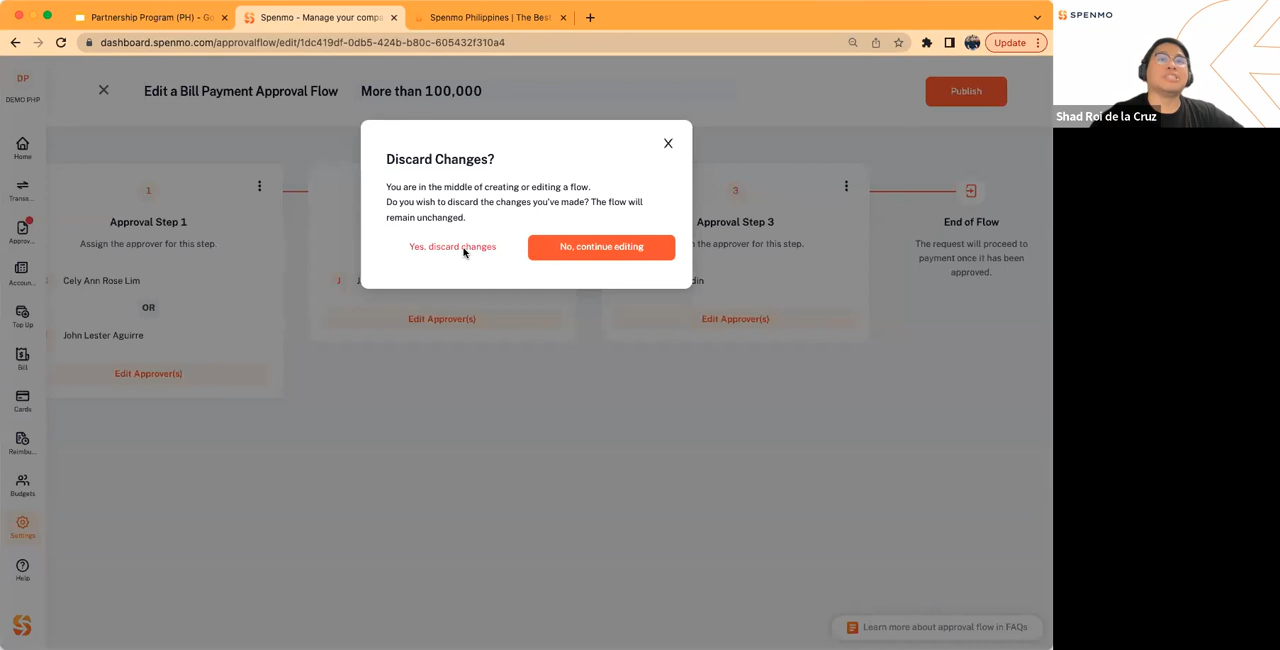 Partnership Program (PH) - Go
Spenmo - Manage your compa
Spenmo Philippines | The Best
dashboard.spenmo.com/approvalflow/edit/1dc419df-0db5-424b-b80c-605432f310a4
Update
SPENMO
Shad Roi de la Cruz
DP
DEMO PHP
Home
Transa...
Approv...
Accoun...
Top Up
Bill
Cards
Reimbu...
Budgets
Settings
Help
Edit a Bill Payment Approval Flow
More than 100,000
Publish
Discard Changes?
You are in the middle of creating or editing a flow.
Do you wish to discard the changes you've made? The flow will
remain unchanged.
Yes, discard changes
No, continue editing
1
Approval Step 1
Assign the approver for this step.
Cely Ann Rose Lim
OR
John Lester Aguirre
Edit Approver(s)
J
J
Edit Approver(s)
3
Approval Step 3
the approver for this step.
din
Edit Approver(s)
End of Flow
The request will proceed to
payment once it has been
approved.
Learn more about approval flow in FAQs